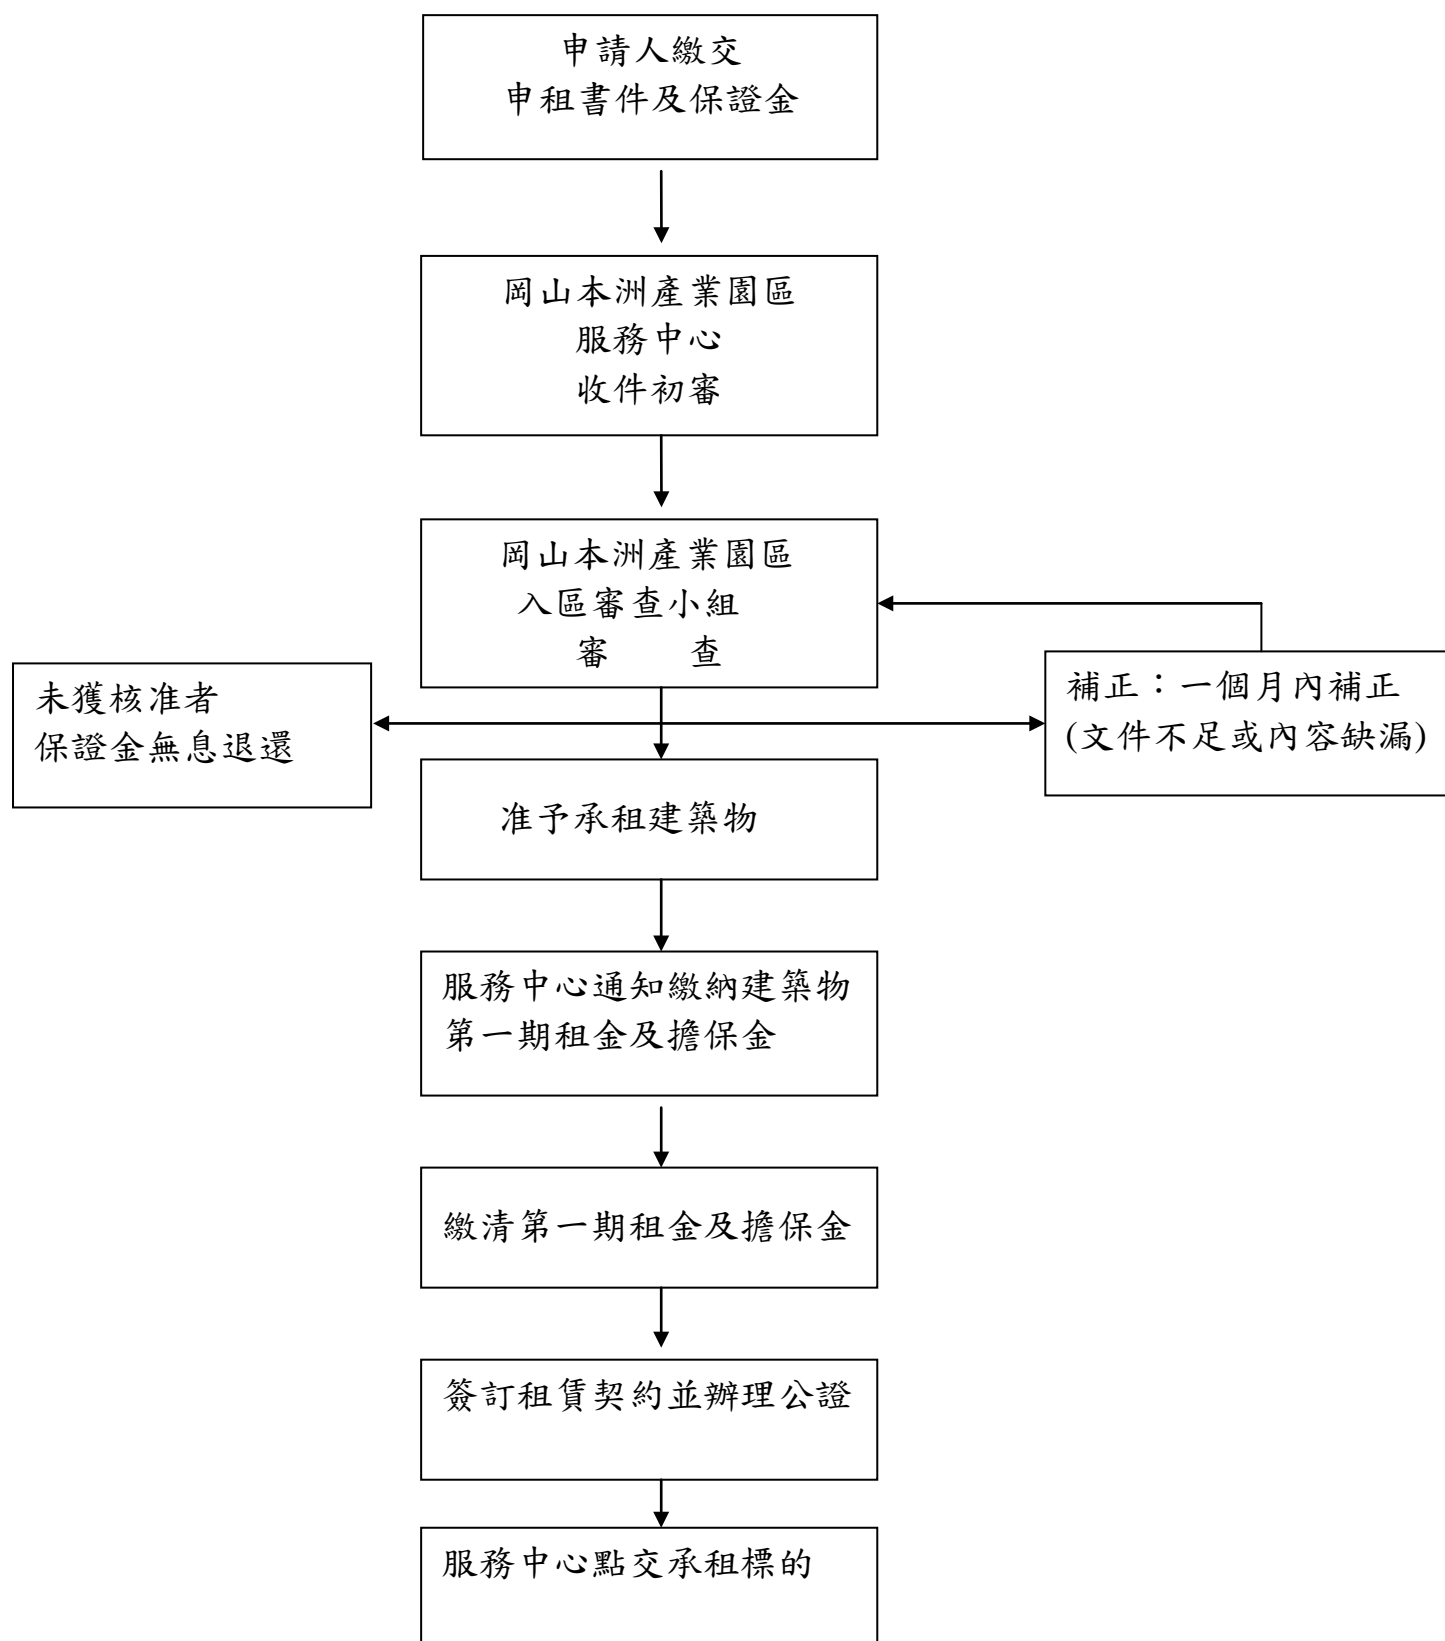 申請人繳交
申租書件及保證金
岡山本洲產業園區
服務中心
收件初審
岡山本洲產業園區
入區審查小組
審　　查
未獲核准者
保證金無息退還
補正：一個月內補正
(文件不足或內容缺漏)
准予承租建築物
服務中心通知繳納建築物
第一期租金及擔保金
繳清第一期租金及擔保金
簽訂租賃契約並辦理公證
服務中心點交承租標的